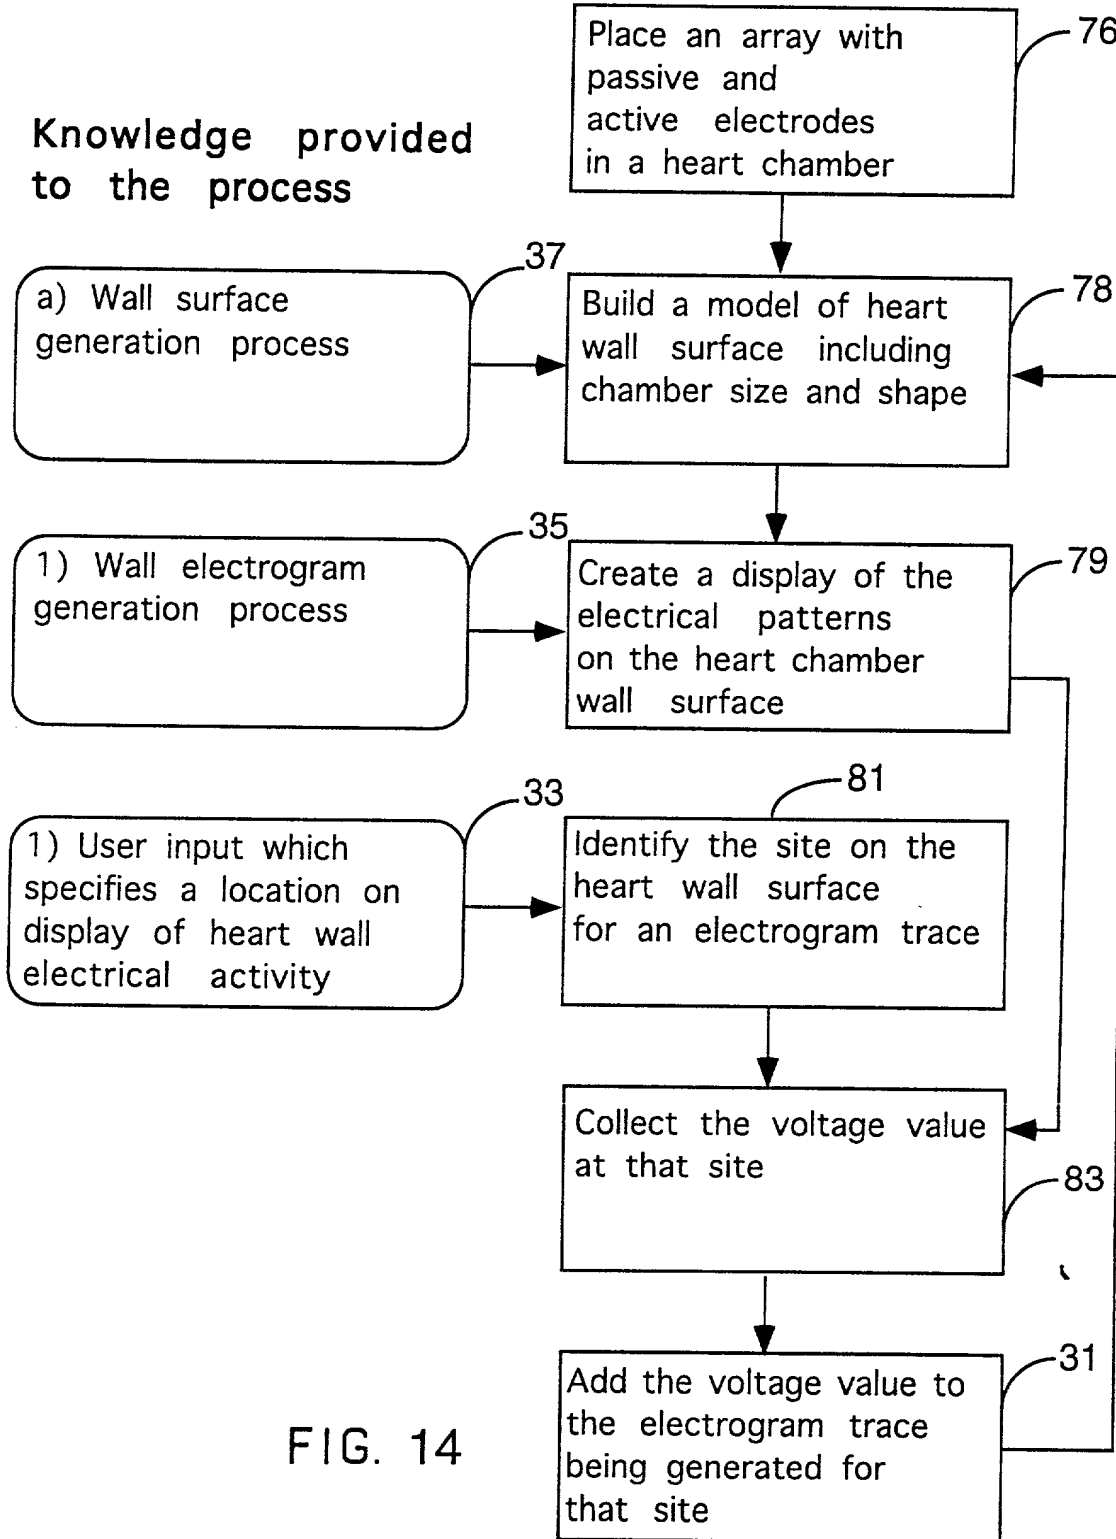 Place an array with
passive and
active electrodes
in a heart chamber
76
Knowledge provided
to the process
37
a) Wall surface
generation process
Build a model of heart
wall surface including
chamber size and shape
78
35
1) Wall electrogram
generation process
Create a display of the
electrical patterns
on the heart chamber
wall surface
79
33
1) User input which
specifies a location on
display of heart wall
electrical activity
81
Identify the site on the
heart wall surface
for an electrogram trace
Collect the voltage value
at that site
83
31
Add the voltage value to
the electrogram trace
being generated for
that site
FIG. 14